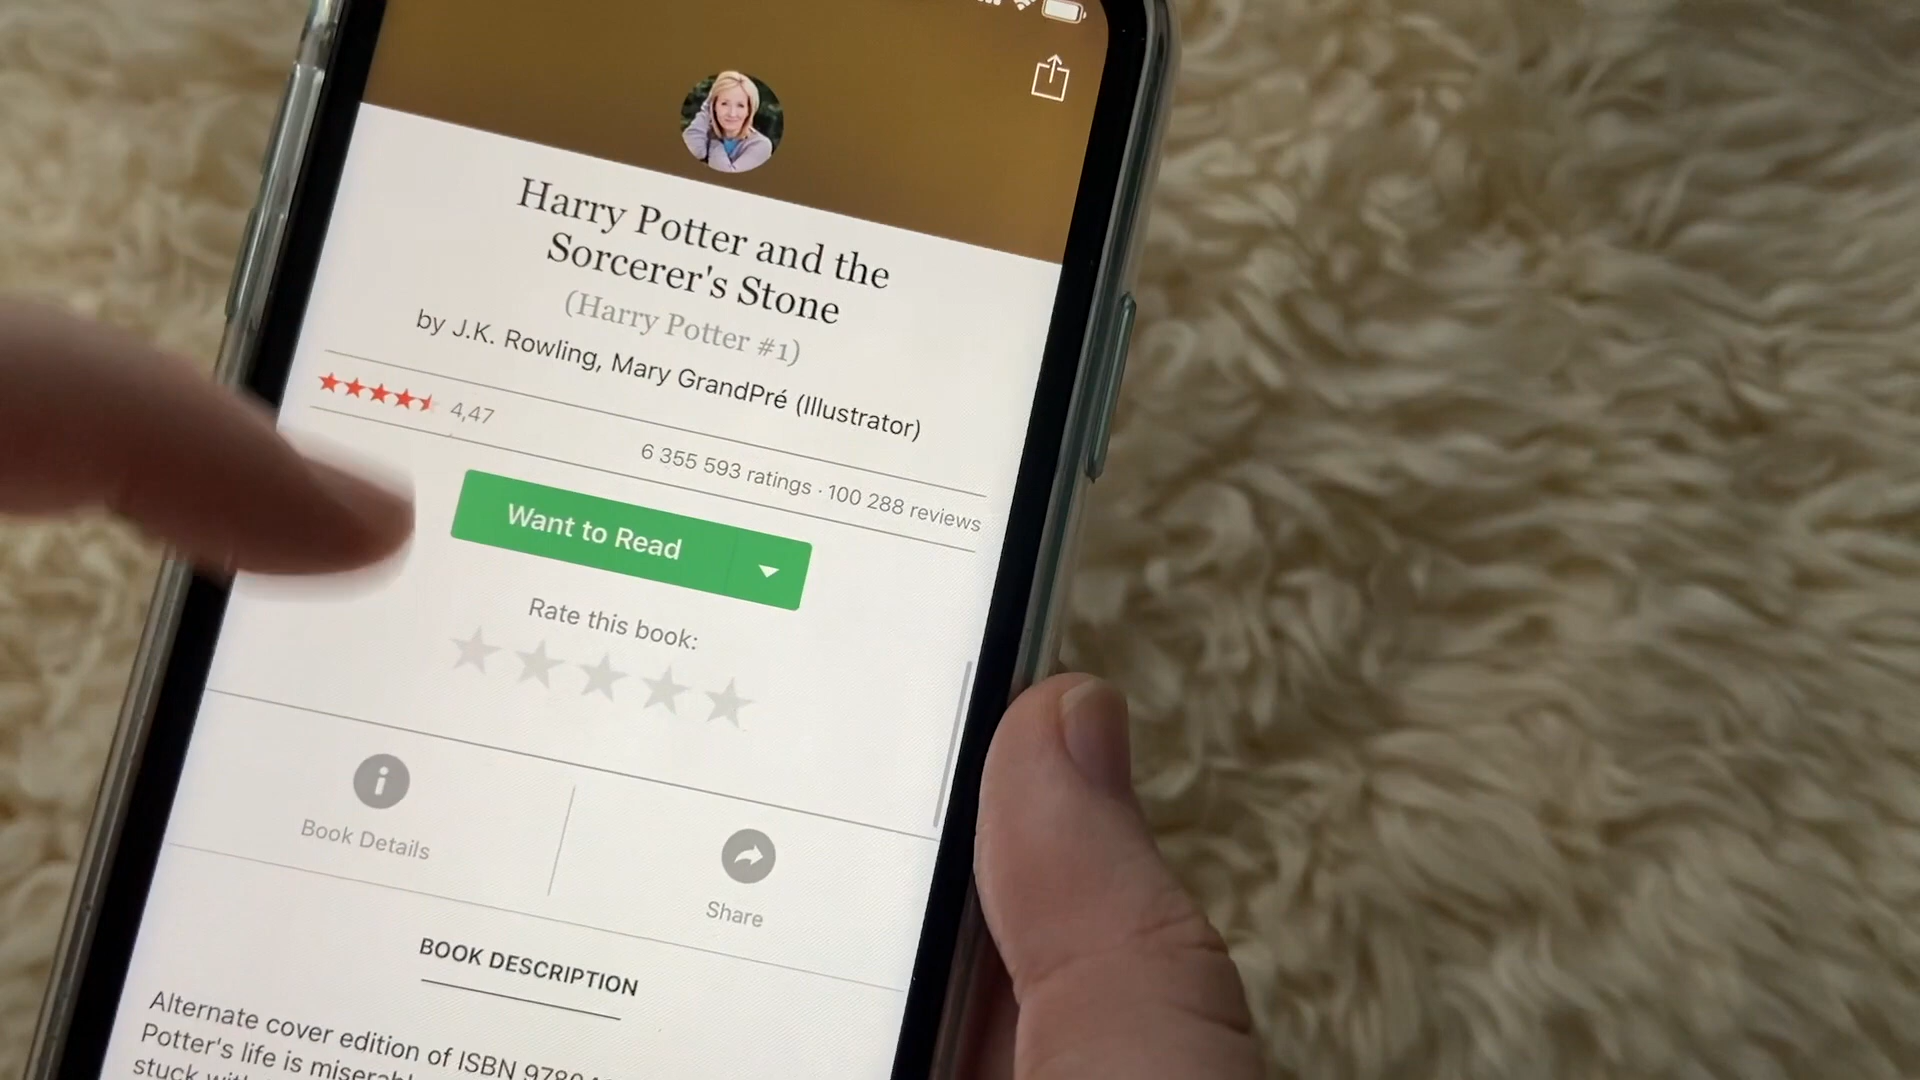 Harry Potter and the
Sorcerer's Stone
(Harry Potter #1)
by J.K. Rowling, Mary GrandPré (Illustrator)
4,47
6 355 593 ratings · 100 288 reviews
Want to Read
Rate this book:
Book Details
Share
BOOK DESCRIPTION
Alternate cover edition of ISBN
Potter's life is
stuck